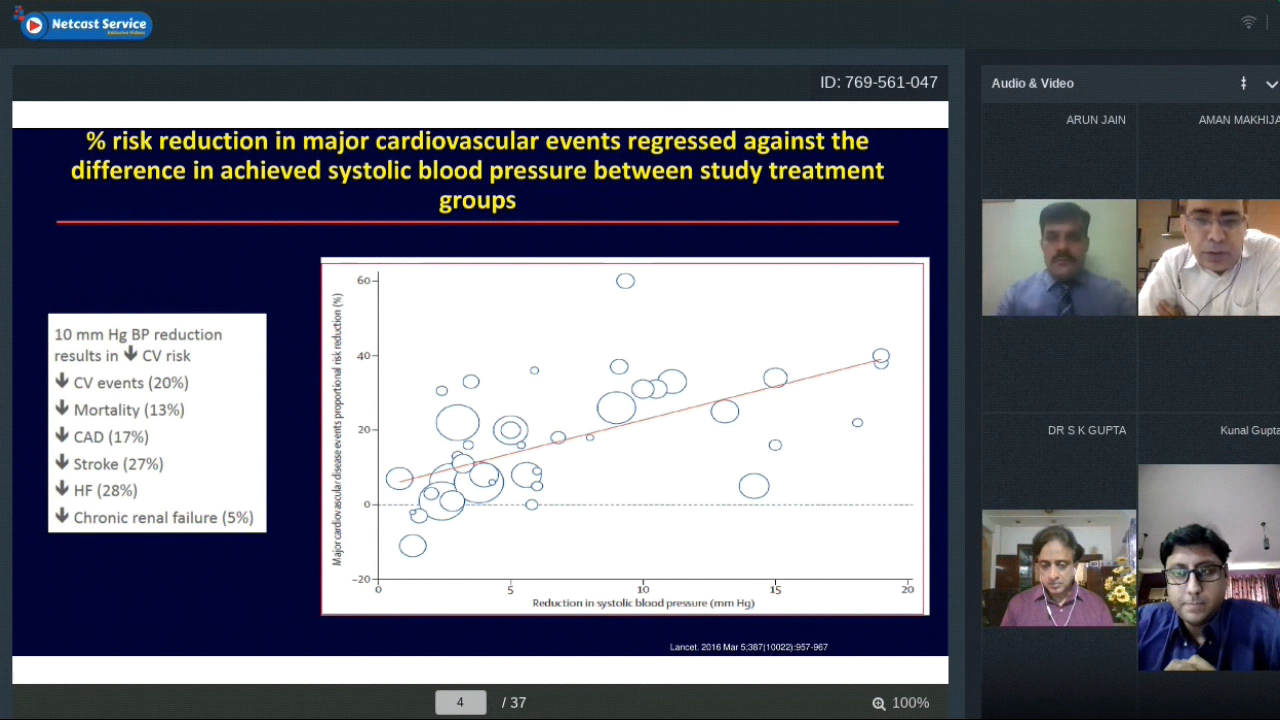 Netcast Service
ID: 769-561-047
% risk reduction in major cardiovascular events regressed against the
difference in achieved systolic blood pressure between study treatment
groups
10 mm Hg BP reduction
results in 🡻 CV risk
🡻 CV events (20%)
🡻 Mortality (13%)
🡻 CAD (17%)
🡻 Stroke (27%)
🡻 HF (28%)
🡻 Chronic renal failure (5%)
Major cardiovascular disease events proportional risk reduction (%)
60
40
20
0
−20
0
5
10
15
20
Reduction in systolic blood pressure (mm Hg)
Lancet. 2016 Mar 5;387(10022):957-967
4 / 37
100%
Audio & Video
ARUN JAIN
AMAN MAKHIJA
DR S K GUPTA
Kunal Gupta